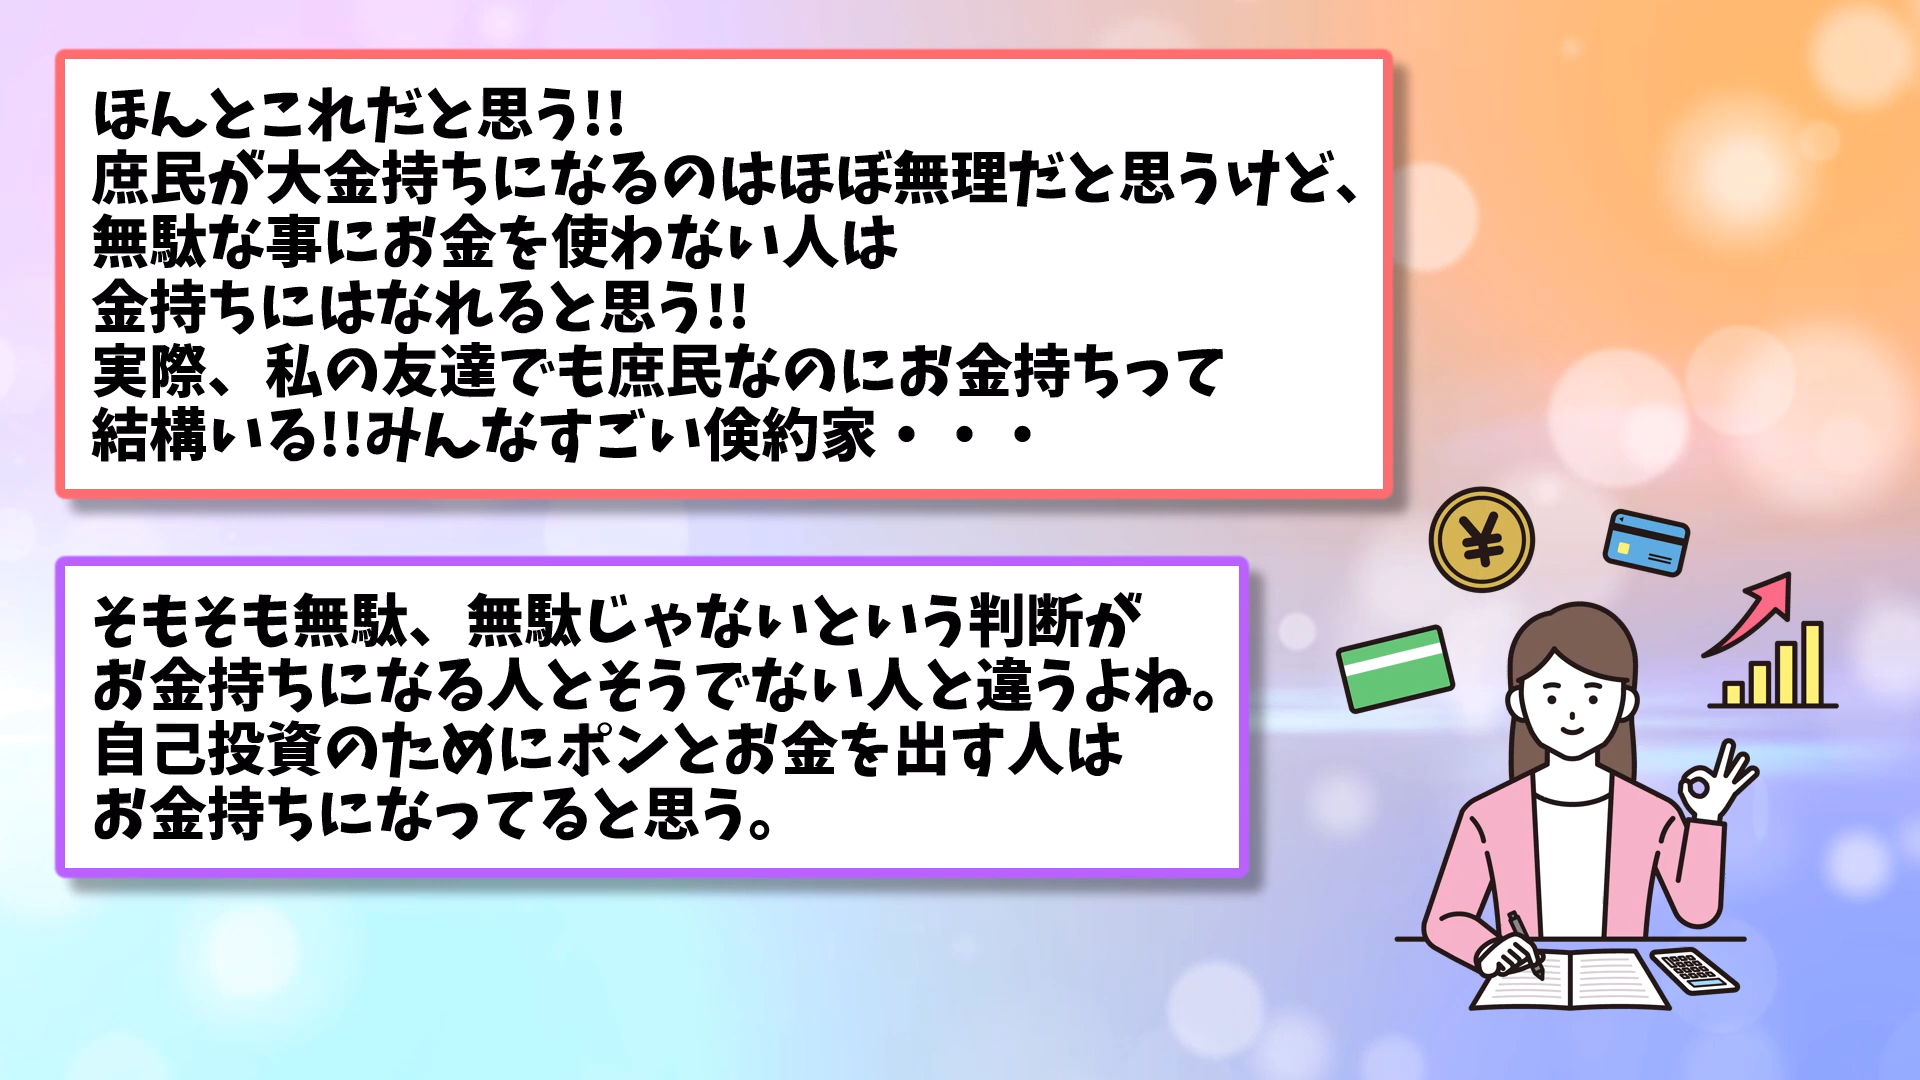 ほんとこれだと思う!!
庶民が大金持ちになるのはほぼ無理だと思うけど、
無駄な事にお金を使わない人は
金持ちにはなれると思う!!
実際、私の友達でも庶民なのにお金持ちって
結構いる!!みんなすごい倹約家・・・
そもそも無駄、無駄じゃないという判断が
お金持ちになる人とそうでない人と違うよね。
自己投資のためにポンとお金を出す人は
お金持ちになってると思う。
¥